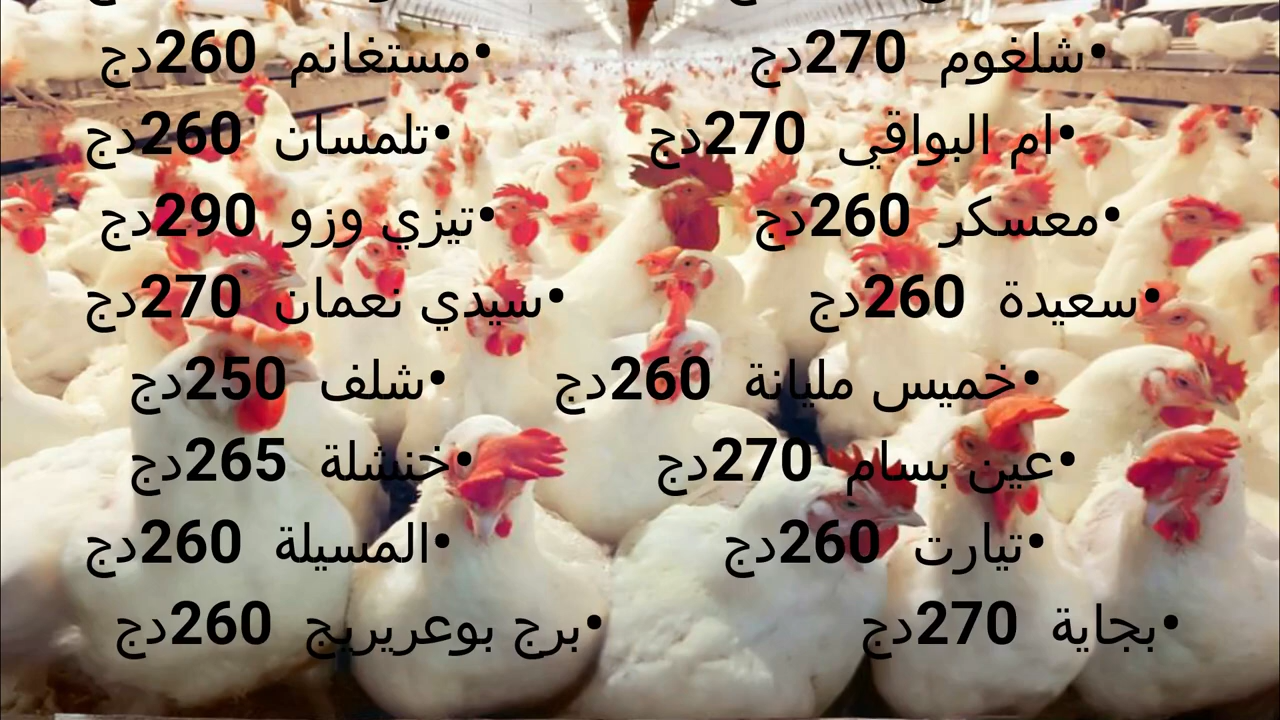 •شلغوم 270دج
•ام البواقي 270دج
•معسكر 260دج
•سعيدة 260دج
•خميس مليانة 260دج
•عين بسام 270دج
•تيارت 260دج
•بجاية 270دج
•مستغانم 260دج
•تلمسان 260دج
•تيزي وزو 290دج
•سيدي نعمان 270دج
•شلف 250دج
•خنشلة 265دج
•المسيلة 260دج
•برج بوعريريج 260دج